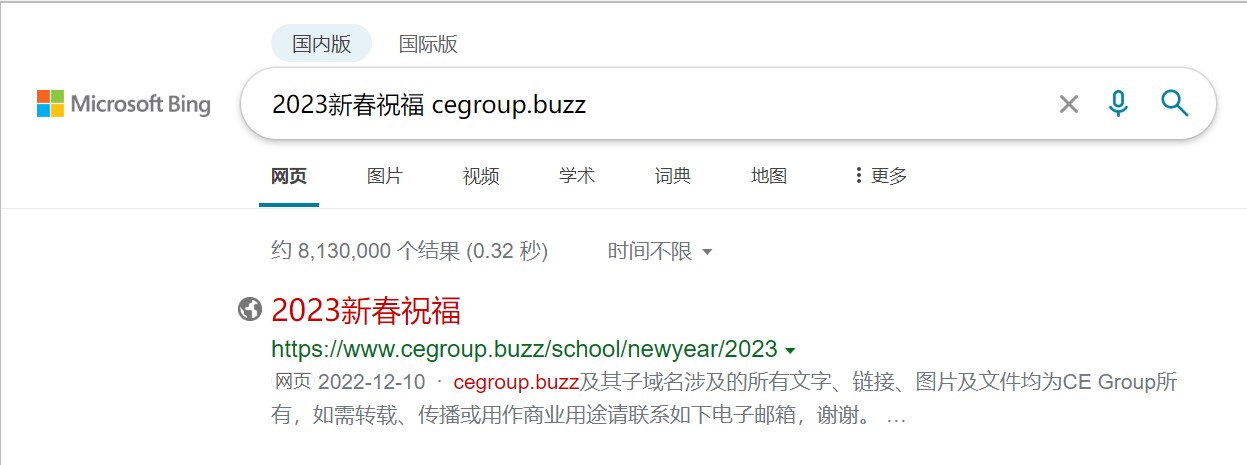 国内版 国际版
Microsoft Bing 2023新春祝福 cegroup.buzz
网页 图片 视频 学术 词典 地图 更多
约 8,130,000 个结果 (0.32 秒) 时间不限
2023新春祝福
https://www.cegroup.buzz/school/newyear/2023
网页 2022-12-10 · cegroup.buzz及其子域名涉及的所有文字、链接、图片及文件均为CE Group所
有，如需转载、传播或用作商业用途请联系如下电子邮箱，谢谢。 …